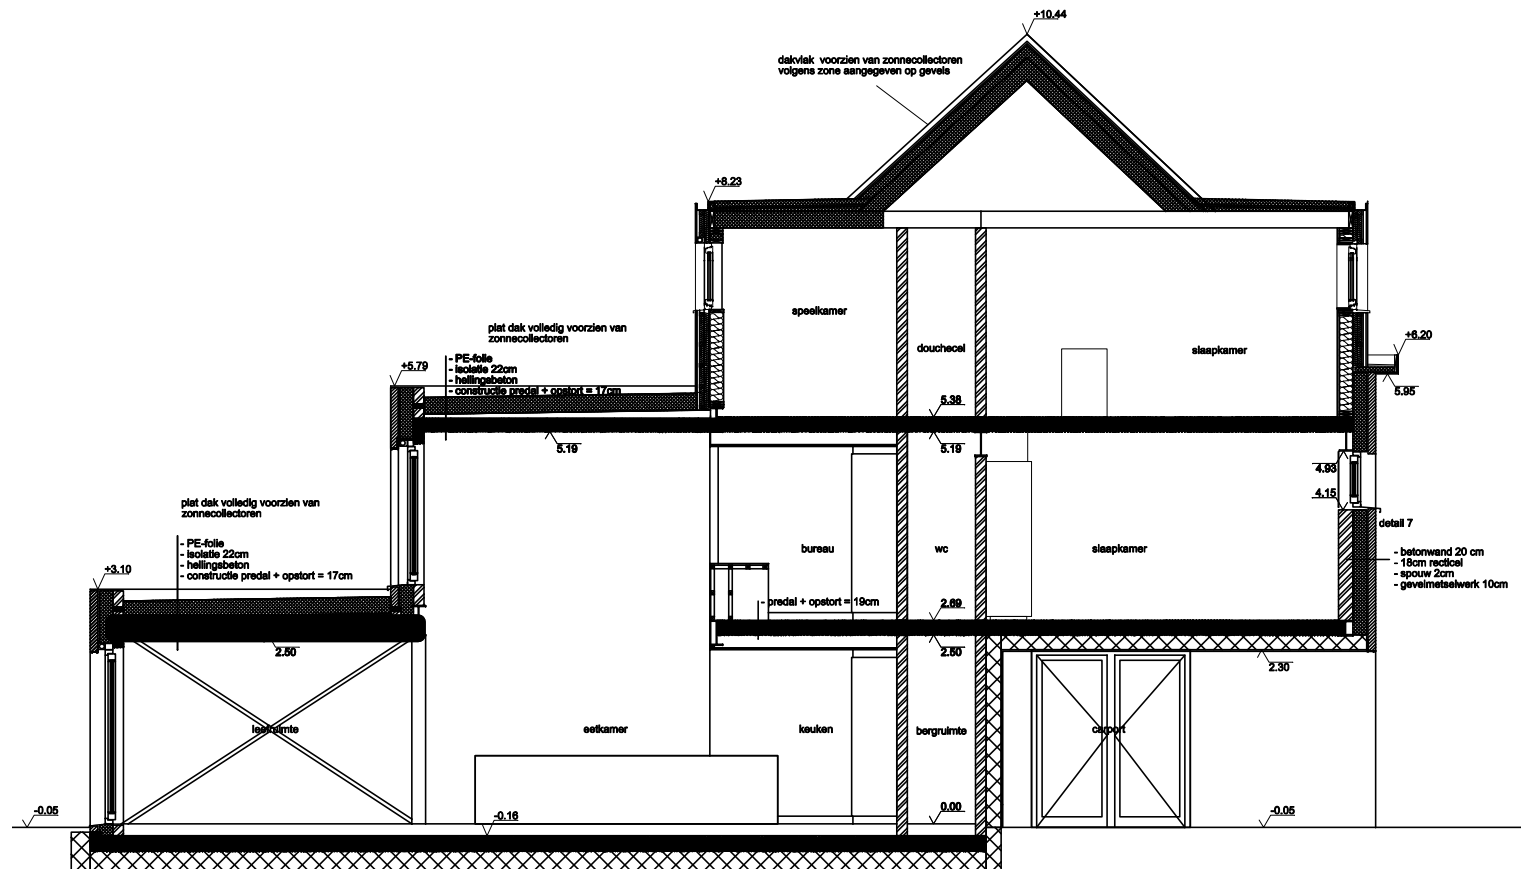 +10.44
dakvlak voorzien van zonnecollectoren
volgens zone aangegeven op gevels
+8.23
speelkamer
plat dak volledig voorzien van
zonnecollectoren
+6.20
douchecel
slaapkamer
- PE-folie
- isolatie 22cm
- hellingsbeton
- constructie predal + opstort = 17cm
+5.79
5.95
5.38
5.19
5.19
4.93
4.15
plat dak volledig voorzien van
zonnecollectoren
detail 7
- PE-folie
- isolatie 22cm
- hellingsbeton
- constructie predal + opstort = 17cm
bureau
wc
slaapkamer
- betonwand 20 cm
- 18cm recticel
- spouw 2cm
- gevelmetselwerk 10cm
+3.10
- predal + opstort = 19cm
2.69
2.50
2.50
2.30
leefruimte
eetkamer
keuken
bergruimte
carport
-0.05
-0.16
0.00
-0.05